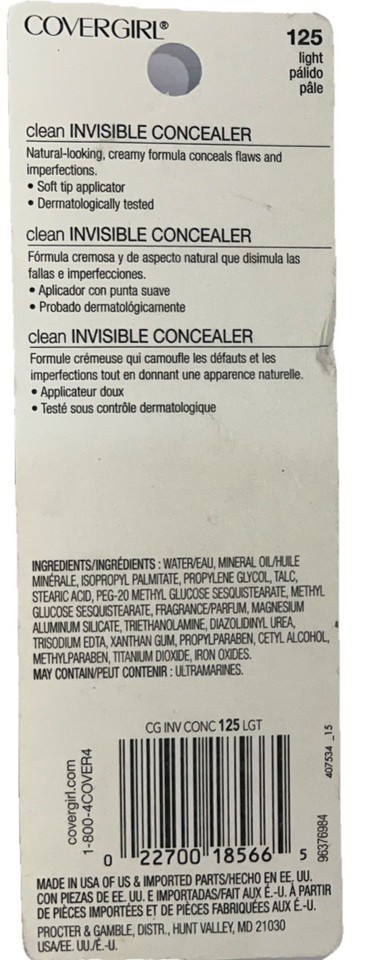 COVERGIRL®
125
light
pálido
pâle
clean INVISIBLE CONCEALER
Natural-looking, creamy formula conceals flaws and
imperfections.
• Soft tip applicator
• Dermatologically tested
clean INVISIBLE CONCEALER
Fórmula cremosa y de aspecto natural que disimula las
fallas e imperfecciones.
• Aplicador con punta suave
• Probado dermatológicamente
clean INVISIBLE CONCEALER
Formule crémeuse qui camoufle les défauts et les
imperfections tout en donnant une apparence naturelle.
• Applicateur doux
• Testé sous contrôle dermatologique
INGREDIENTS/INGRÉDIENTS : WATER/EAU, MINERAL OIL/HUILE
MINÉRALE, ISOPROPYL PALMITATE, PROPYLENE GLYCOL, TALC,
STEARIC ACID, PEG-20 METHYL GLUCOSE SESQUISTEARATE, METHYL
GLUCOSE SESQUISTEARATE, FRAGRANCE/PARFUM, MAGNESIUM
ALUMINUM SILICATE, TRIETHANOLAMINE, DIAZOLIDINYL UREA,
TRISODIUM EDTA, XANTHAN GUM, PROPYLPARABEN, CETYL ALCOHOL,
METHYLPARABEN, TITANIUM DIOXIDE, IRON OXIDES.
MAY CONTAIN/PEUT CONTENIR : ULTRAMARINES.
CG INV CONC 125 LGT
covergirl.com
1-800-4COVER4
0 22700 18566 5
96376984
407534 _15
MADE IN USA OF US & IMPORTED PARTS/HECHO EN EE. UU.
CON PIEZAS DE EE. UU. E IMPORTADAS/FAIT AUX É.-U. À PARTIR
DE PIÈCES IMPORTÉES ET DE PIÈCES FABRIQUÉES AUX É.-U.
PROCTER & GAMBLE, DISTR., HUNT VALLEY, MD 21030
USA/EE. UU./É.-U.